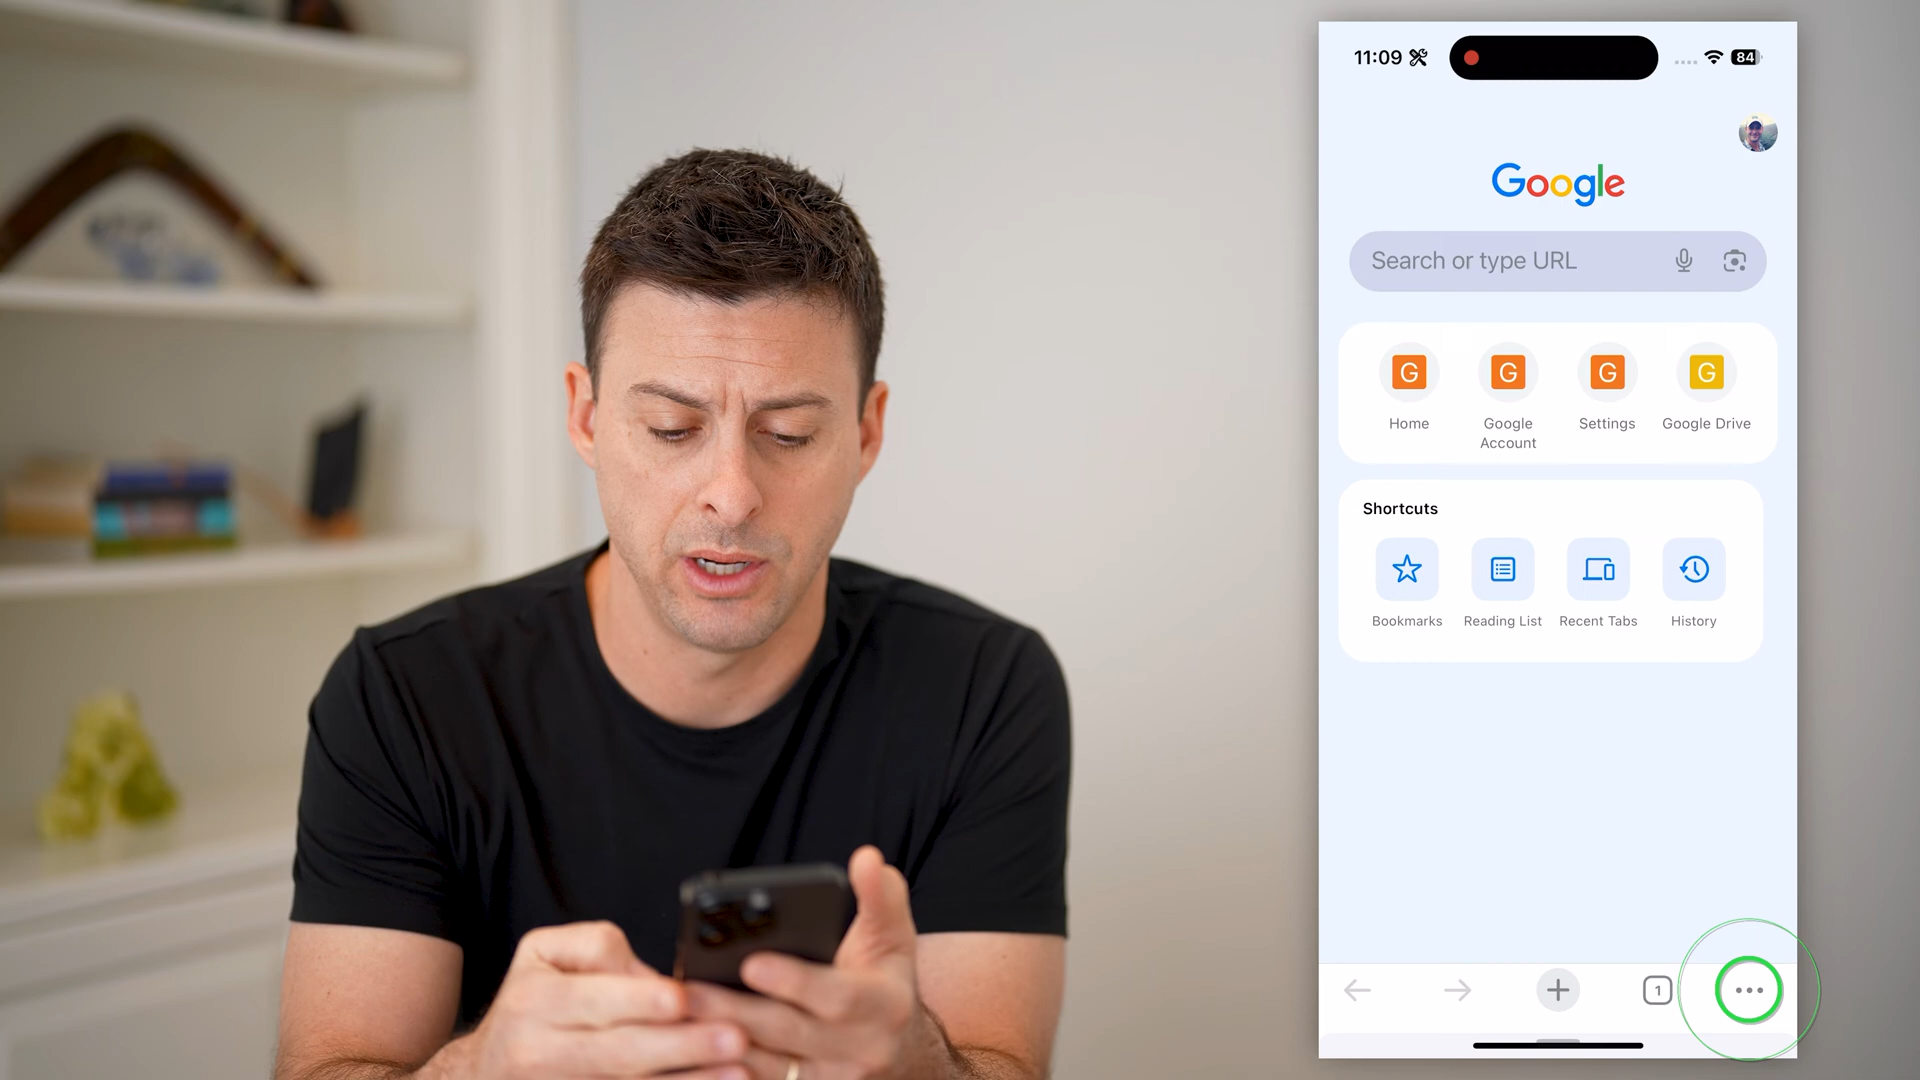 11:09
84
Google
Search or type URL
G G G G
Home Google Account Settings Google Drive
Shortcuts
Bookmarks Reading List Recent Tabs History
1